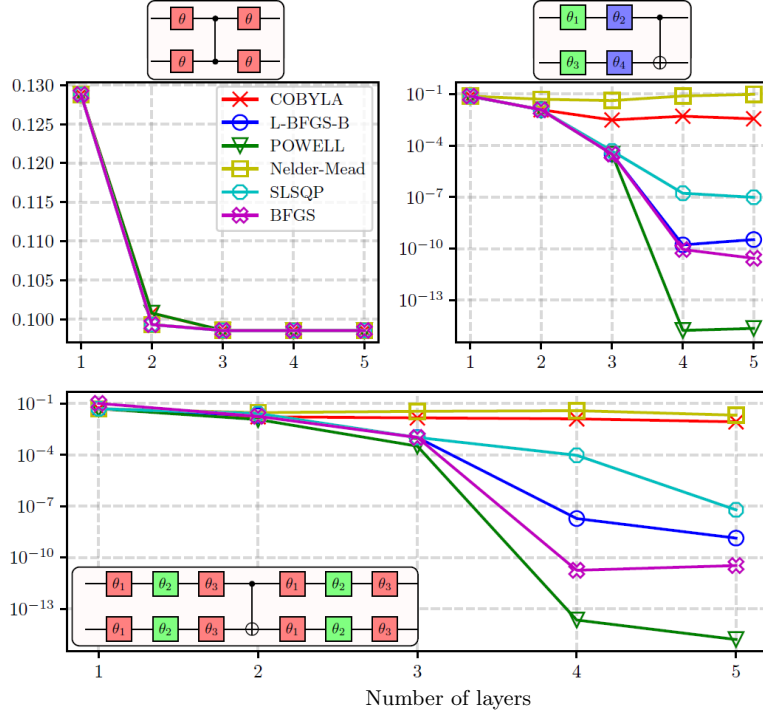 θ θ
θ θ
θ₁ θ₂
θ₃ θ₄
0.130
0.125
0.120
0.115
0.110
0.105
0.100
COBYLA
L-BFGS-B
POWELL
Nelder-Mead
SLSQP
BFGS
1 2 3 4 5
10⁻¹
10⁻⁴
10⁻⁷
10⁻¹⁰
10⁻¹³
1 2 3 4 5
10⁻¹
10⁻⁴
10⁻⁷
10⁻¹⁰
10⁻¹³
θ₁ θ₂ θ₃ θ₁ θ₂ θ₃
θ₁ θ₂ θ₃ θ₁ θ₂ θ₃
1 2 3 4 5
Number of layers